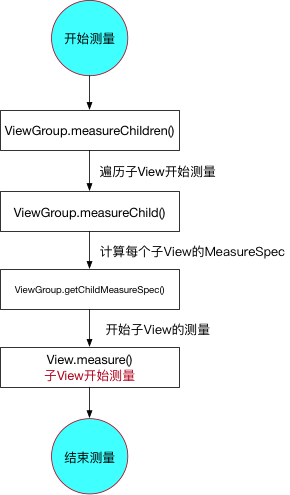 开始测量
ViewGroup.measureChildren()
遍历子View开始测量
ViewGroup.measureChild()
计算每个子View的MeasureSpec
ViewGroup.getChildMeasureSpec()
开始子View的测量
View.measure()
子View开始测量
结束测量